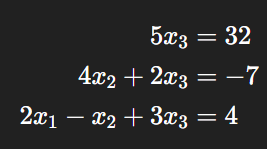 5x₃ = 32
4x₂ + 2x₃ = −7
2x₁ − x₂ + 3x₃ = 4